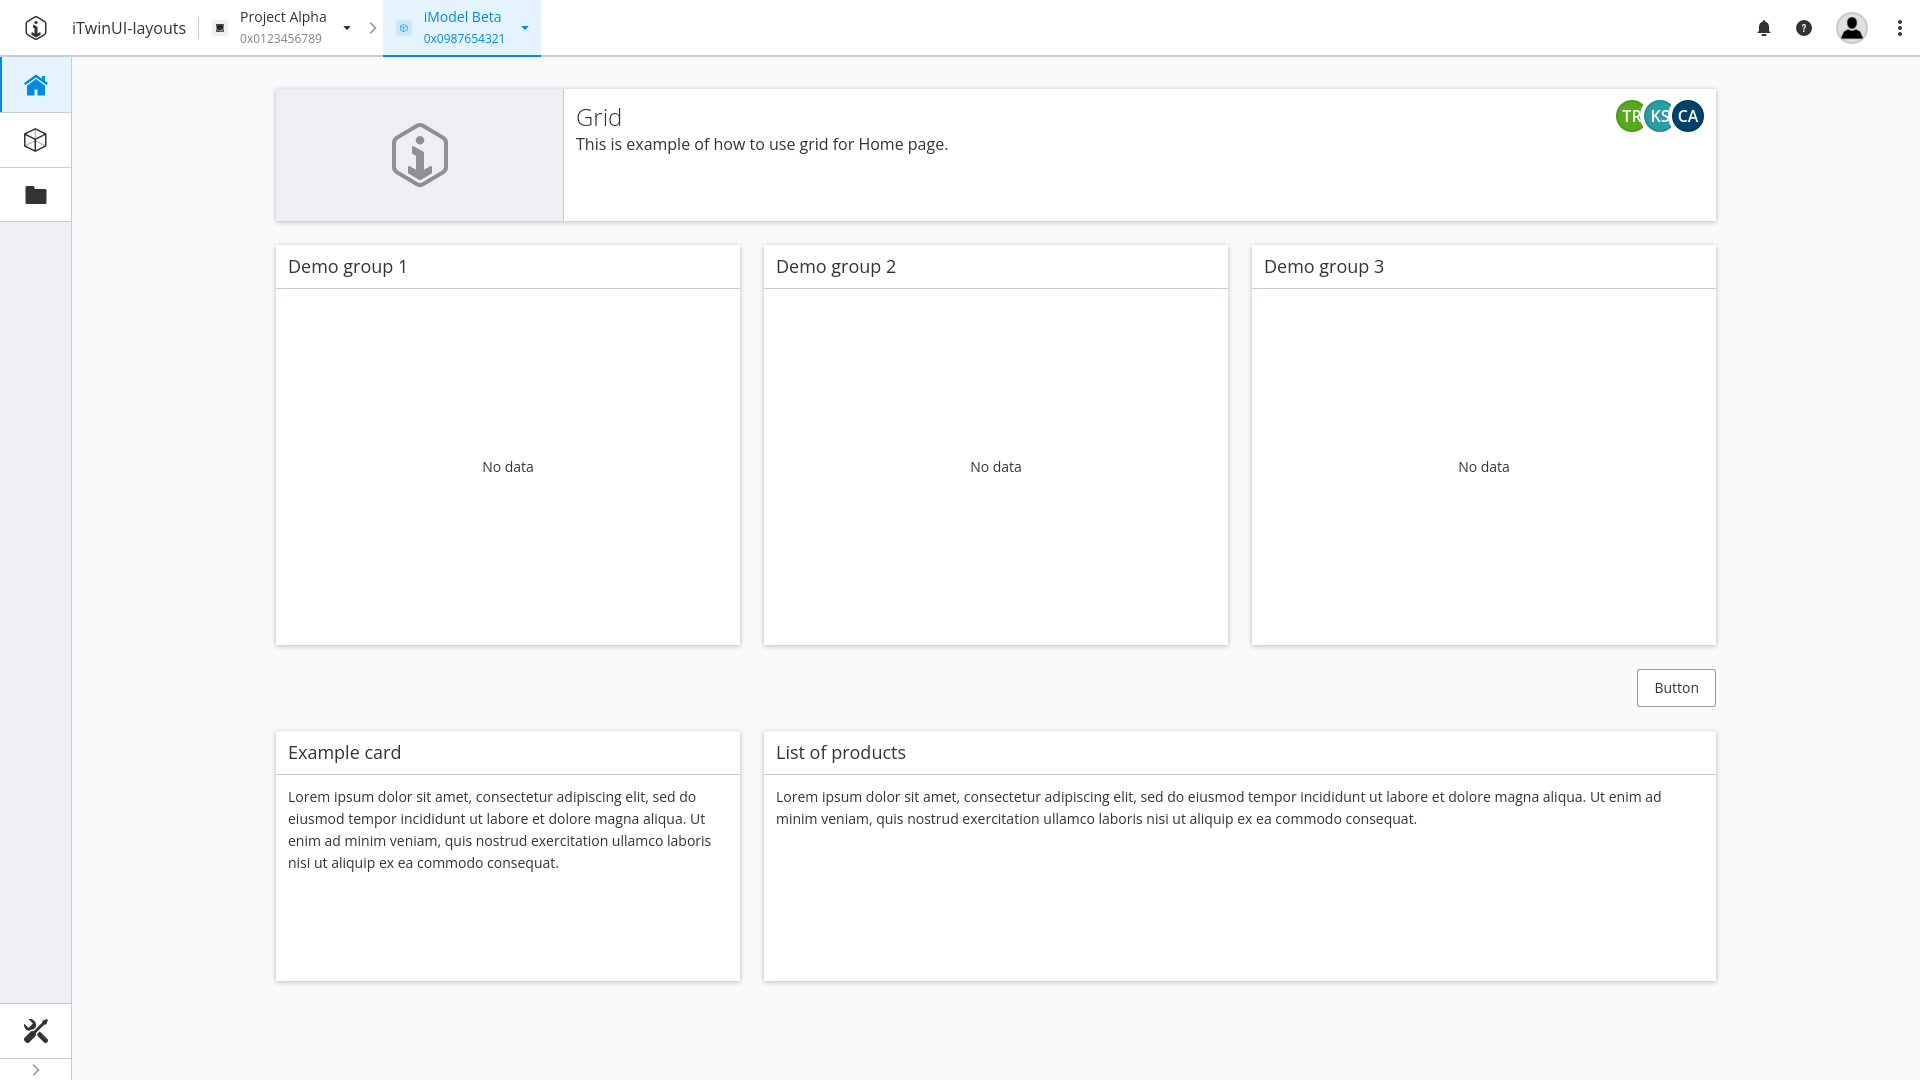 iTwinUI-layouts
Project Alpha
0x0123456789
iModel Beta
0x0987654321
Grid
This is example of how to use grid for Home page.
TR KS CA
Demo group 1
No data
Demo group 2
No data
Demo group 3
No data
Button
Example card
Lorem ipsum dolor sit amet, consectetur adipiscing elit, sed do
eiusmod tempor incididunt ut labore et dolore magna aliqua. Ut
enim ad minim veniam, quis nostrud exercitation ullamco laboris
nisi ut aliquip ex ea commodo consequat.
List of products
Lorem ipsum dolor sit amet, consectetur adipiscing elit, sed do eiusmod tempor incididunt ut labore et dolore magna aliqua. Ut enim ad
minim veniam, quis nostrud exercitation ullamco laboris nisi ut aliquip ex ea commodo consequat.